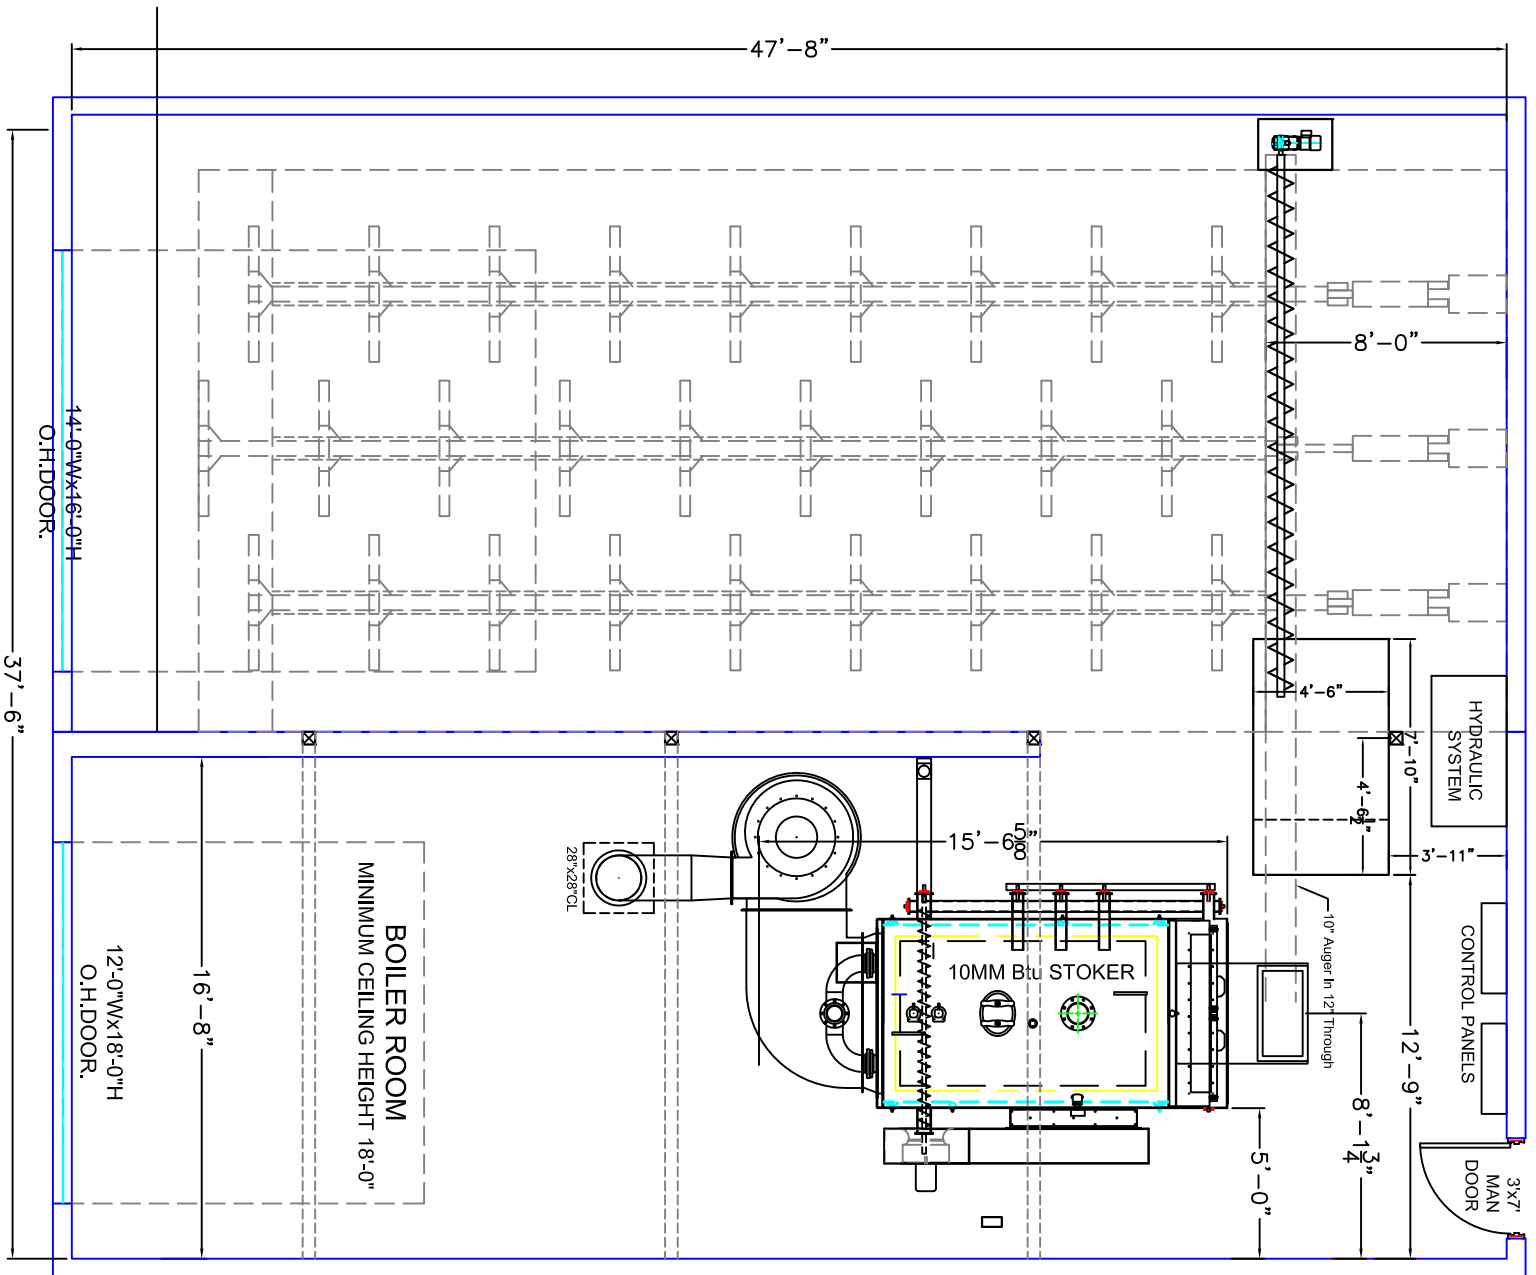 47'-8"
37'-6"
8'-0"
14'-0"Wx16'-0"H
O.H.DOOR.
4'-6"
7'-10"
4'-6½"
HYDRAULIC
SYSTEM
3'-11"
15'-6⅝"
28"x28"CL
10" Auger In 12" Through
CONTROL PANELS
10MM Btu STOKER
16'-8"
BOILER ROOM
MINIMUM CEILING HEIGHT 18'-0"
12'-0"Wx18'-0"H
O.H.DOOR.
12'-9"
8'-1¾"
5'-0"
3'x7'
MAN
DOOR